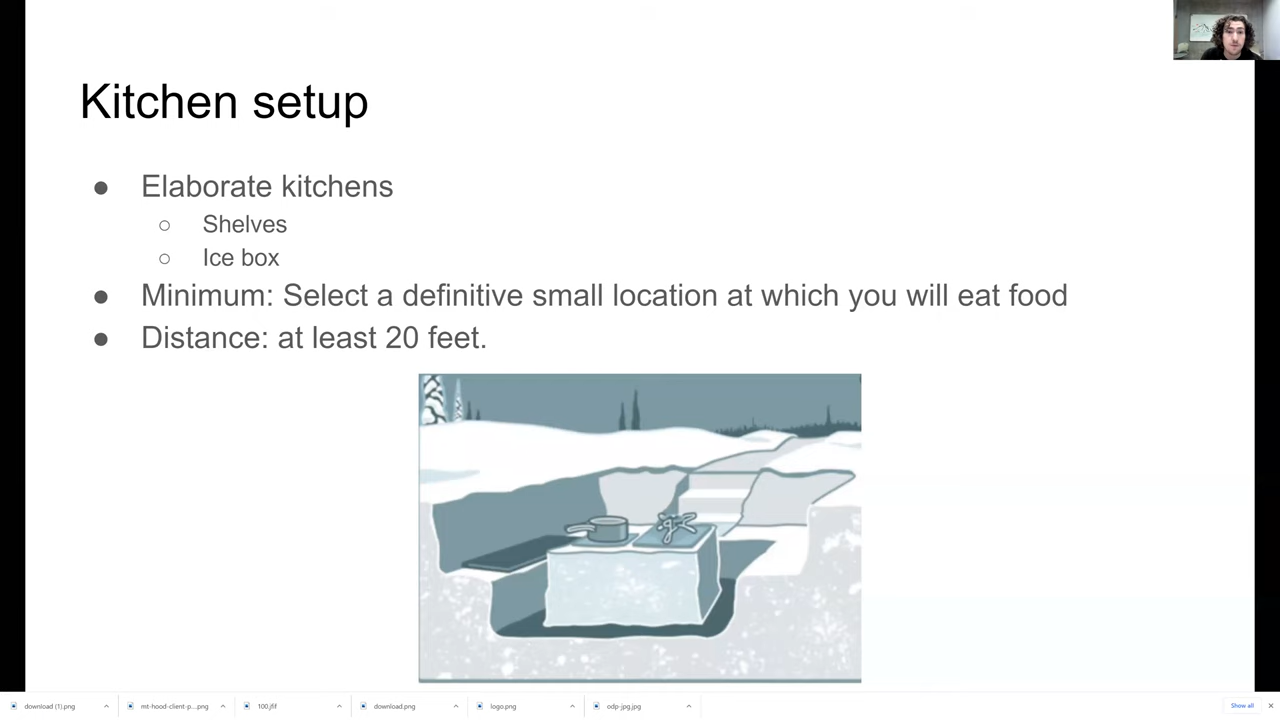 Kitchen setup
● Elaborate kitchens
○ Shelves
○ Ice box
● Minimum: Select a definitive small location at which you will eat food
● Distance: at least 20 feet.
download (1).png
mt-hood-client-p....png
100.jfif
download.png
logo.png
odp-jpg.jpg
Show all